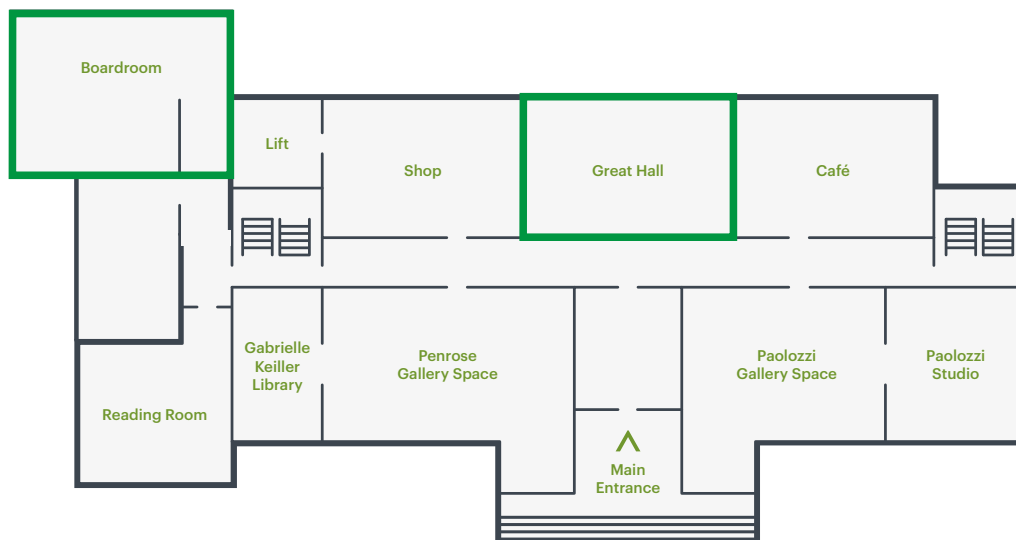 Boardroom
Lift
Shop
Great Hall
Café
Gabrielle
Keiller
Library
Penrose
Gallery Space
Paolozzi
Gallery Space
Paolozzi
Studio
Reading Room
Main
Entrance